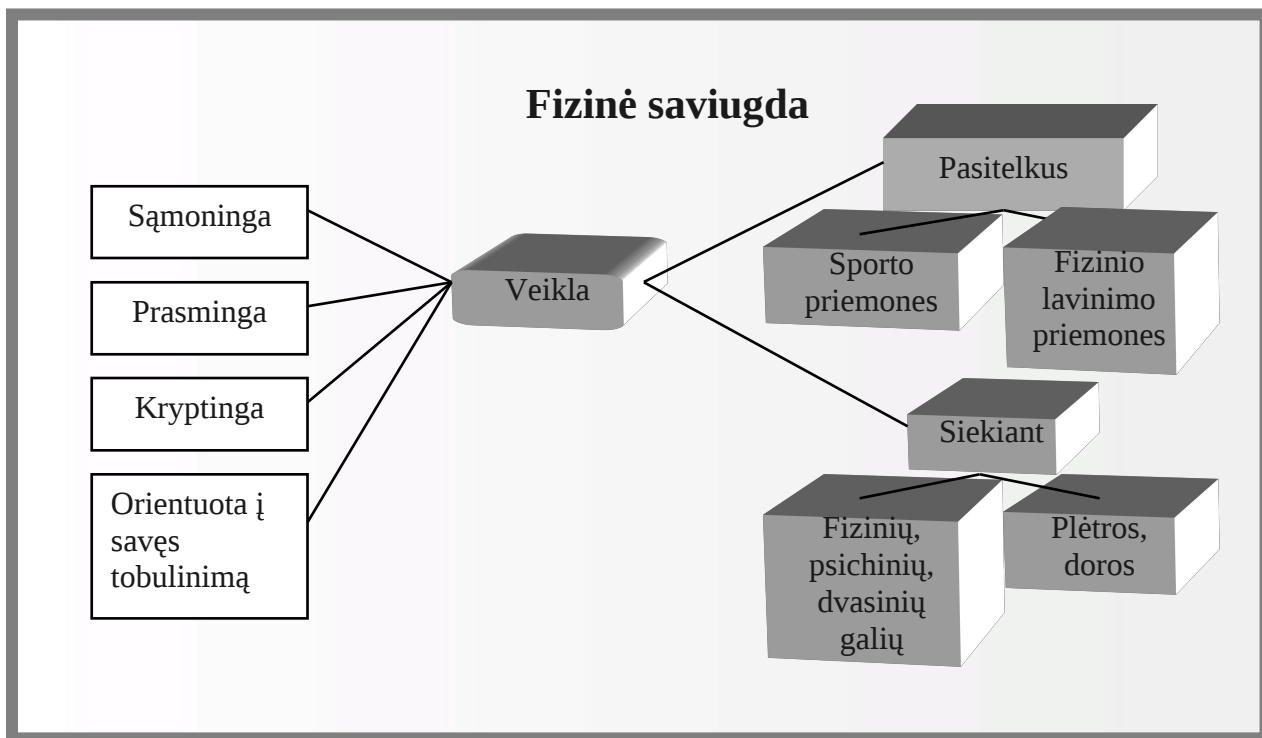 Fizinė saviugda
Sąmoninga
Prasminga
Kryptinga
Orientuota į
savęs
tobulinimą
Veikla
Pasitelkus
Sporto
priemones
Fizinio
lavinimo
priemones
Siekiant
Fizinių,
psichinių,
dvasinių
galių
Plėtros,
doros